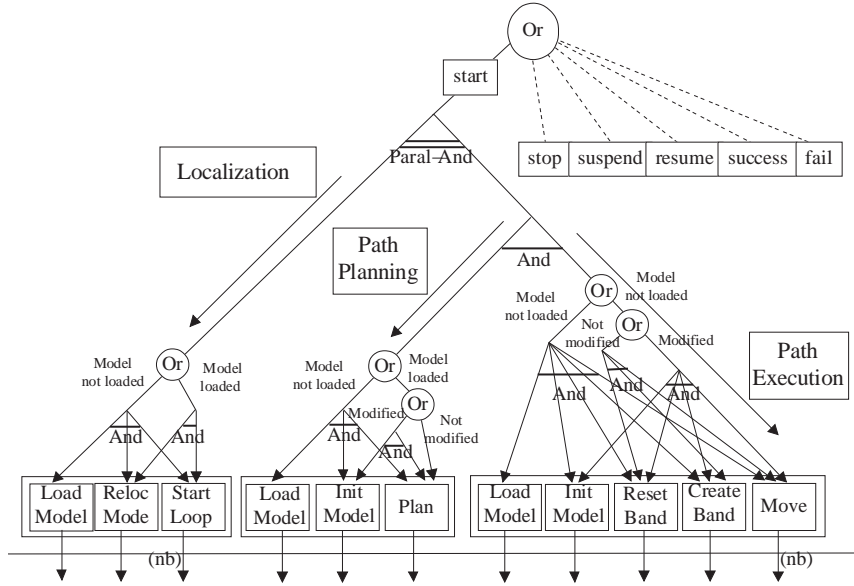 Or
start
Paral-And
stop suspend resume success fail
Localization
Path
Planning
And
Model
not loaded
Or
Model
not loaded
Not
modified
Or
Modified
Path
Execution
Model
not loaded
Or
Model
loaded
Model
not loaded
Or
Model
loaded
Or
Modified
Not
modified
And
And
And
And
And
And
And
Load
Model
Reloc
Mode
Start
Loop
Load
Model
Init
Model
Plan
Load
Model
Init
Model
Reset
Band
Create
Band
Move
(nb)
(nb)